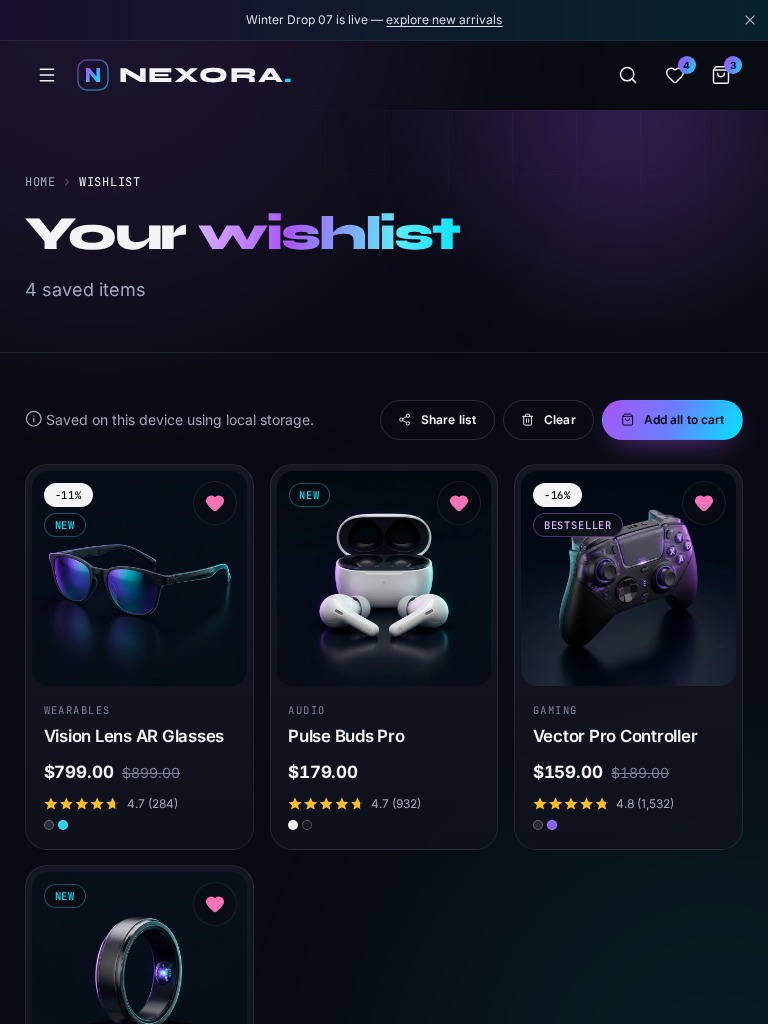 Winter Drop 07 is live — explore new arrivals
N NEXORA.
4
3
HOME > WISHLIST
Your wishlist
4 saved items
Saved on this device using local storage.
Share list
Clear
Add all to cart
-11%
NEW
WEARABLES
Vision Lens AR Glasses
$799.00 $899.00
4.7 (284)
NEW
AUDIO
Pulse Buds Pro
$179.00
4.7 (932)
-16%
BESTSELLER
GAMING
Vector Pro Controller
$159.00 $189.00
4.8 (1,532)
NEW